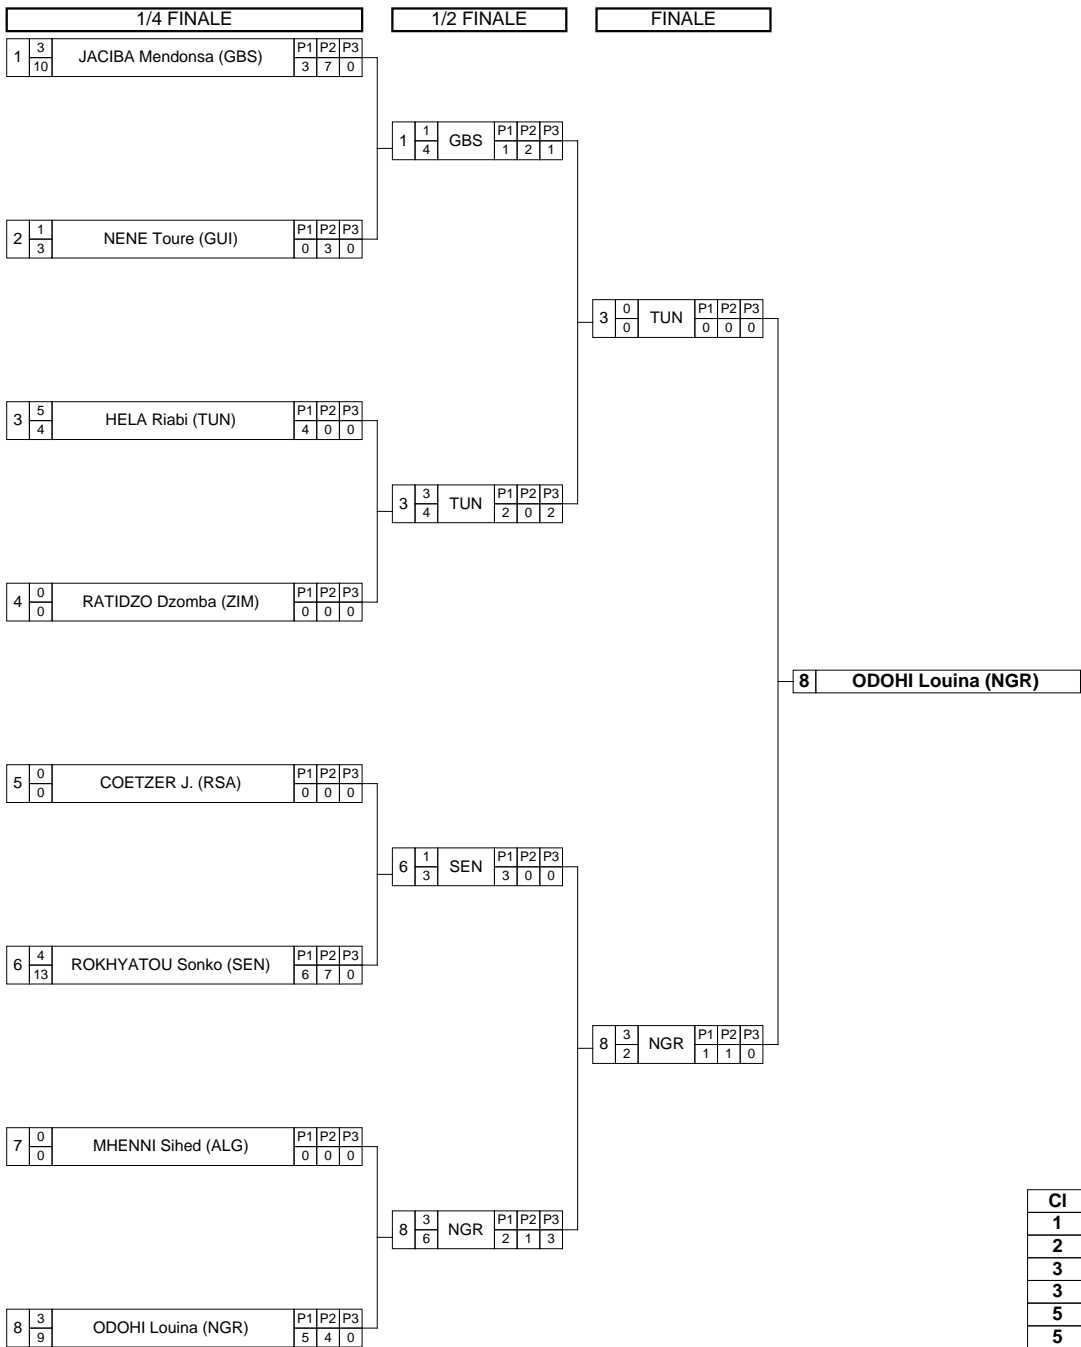 1/4 FINALE 1/2 FINALE FINALE
1 3 10 JACIBA Mendonsa (GBS) P1 P2 P3
3 7 0
1 1 4 GBS P1 P2 P3
1 2 1
2 1 3 NENE Toure (GUI) P1 P2 P3
0 3 0
3 0 0 TUN P1 P2 P3
0 0 0
3 5 4 HELA Riabi (TUN) P1 P2 P3
4 0 0
3 3 4 TUN P1 P2 P3
2 0 2
4 0 0 RATIDZO Dzomba (ZIM) P1 P2 P3
0 0 0
8 ODOHI Louina (NGR)
5 0 0 COETZER J. (RSA) P1 P2 P3
0 0 0
6 1 3 SEN P1 P2 P3
3 0 0
6 4 13 ROKHYATOU Sonko (SEN) P1 P2 P3
6 7 0
8 3 2 NGR P1 P2 P3
1 1 0
7 0 0 MHENNI Sihed (ALG) P1 P2 P3
0 0 0
8 3 6 NGR P1 P2 P3
2 1 3
8 3 9 ODOHI Louina (NGR) P1 P2 P3
5 4 0
Cl
1
2
3
3
5
5